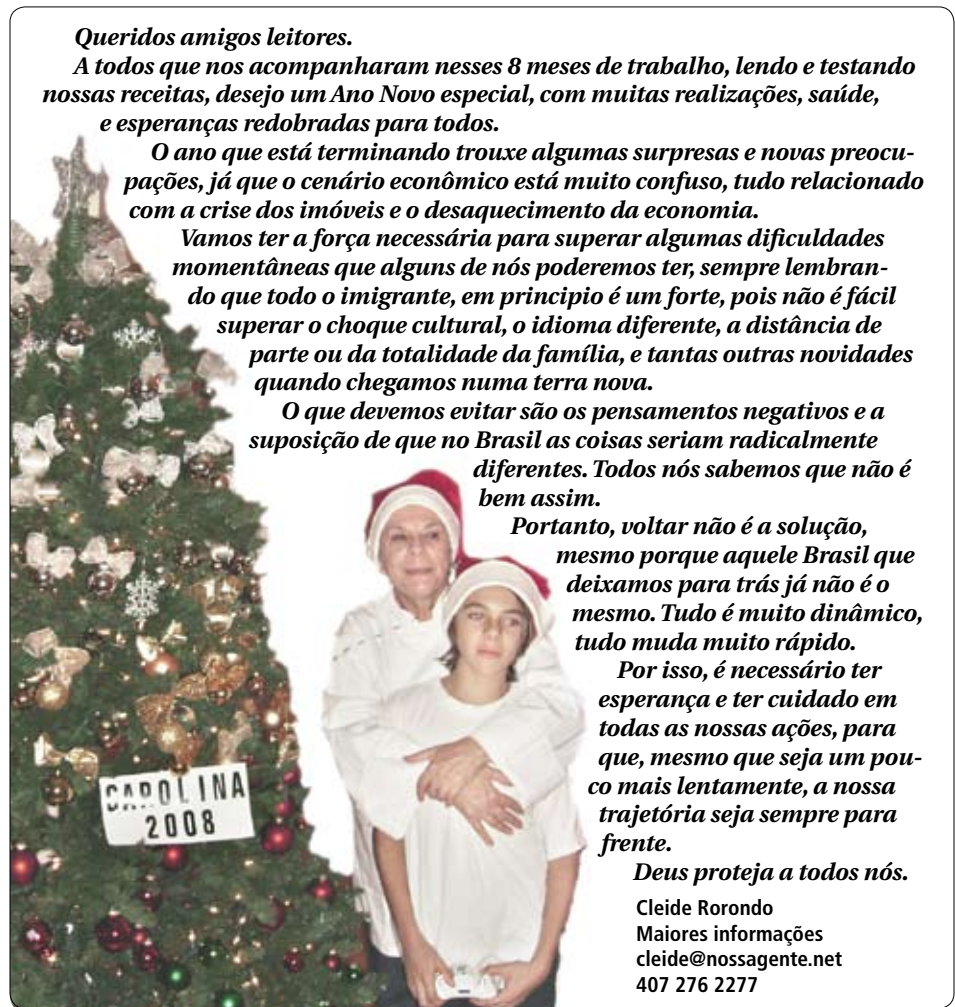 Queridos amigos leitores.
A todos que nos acompanharam nesses 8 meses de trabalho, lendo e testando
nossas receitas, desejo um Ano Novo especial, com muitas realizações, saúde,
e esperanças redobradas para todos.
O ano que está terminando trouxe algumas surpresas e novas preocu-
pações, já que o cenário econômico está muito confuso, tudo relacionado
com a crise dos imóveis e o desaquecimento da economia.
Vamos ter a força necessária para superar algumas dificuldades
momentâneas que alguns de nós poderemos ter, sempre lembran-
do que todo o imigrante, em principio é um forte, pois não é fácil
superar o choque cultural, o idioma diferente, a distância de
parte ou da totalidade da família, e tantas outras novidades
quando chegamos numa terra nova.
O que devemos evitar são os pensamentos negativos e a
suposição de que no Brasil as coisas seriam radicalmente
diferentes. Todos nós sabemos que não é
bem assim.
Portanto, voltar não é a solução,
mesmo porque aquele Brasil que
deixamos para trás já não é o
mesmo. Tudo é muito dinâmico,
tudo muda muito rápido.
Por isso, é necessário ter
esperança e ter cuidado em
todas as nossas ações, para
que, mesmo que seja um pou-
co mais lentamente, a nossa
trajetória seja sempre para
frente.
Deus proteja a todos nós.
Cleide Rorondo
Maiores informações
cleide@nossagente.net
407 276 2277
CAROLINA
2008